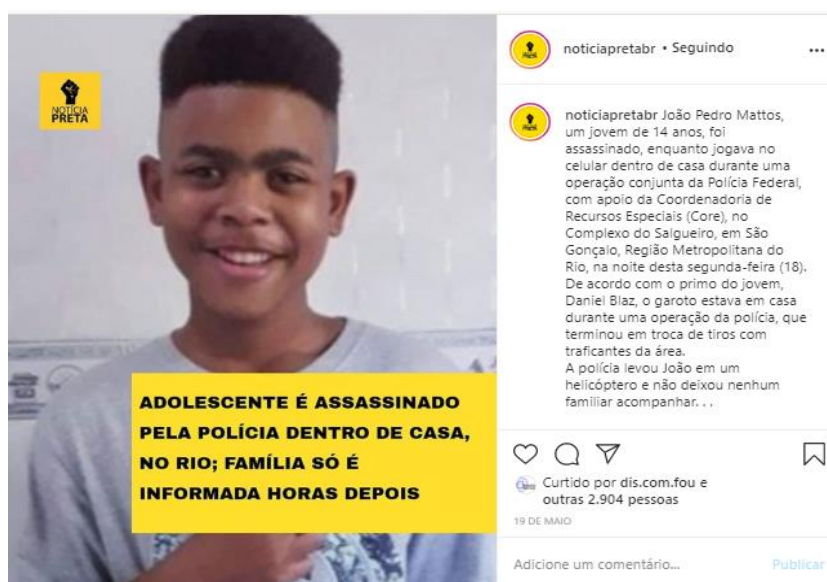 NOTÍCIA
PRETA
ADOLESCENTE É ASSASSINADO
PELA POLÍCIA DENTRO DE CASA,
NO RIO; FAMÍLIA SÓ É
INFORMADA HORAS DEPOIS
noticiapretabr • Seguindo
noticiapretabr João Pedro Mattos,
um jovem de 14 anos, foi
assassinado, enquanto jogava no
celular dentro de casa durante uma
operação conjunta da Polícia Federal,
com apoio da Coordenadoria de
Recursos Especiais (Core), no
Complexo do Salgueiro, em São
Gonçalo, Região Metropolitana do
Rio, na noite desta segunda-feira (18).
De acordo com o primo do jovem,
Daniel Blaz, o garoto estava em casa
durante uma operação da polícia, que
terminou em troca de tiros com
traficantes da área.
A polícia levou João em um
helicóptero e não deixou nenhum
familiar acompanhar. . .
Curtido por dis.com.fou e
outras 2.904 pessoas
19 DE MAIO
Adicione um comentário...
Publicar